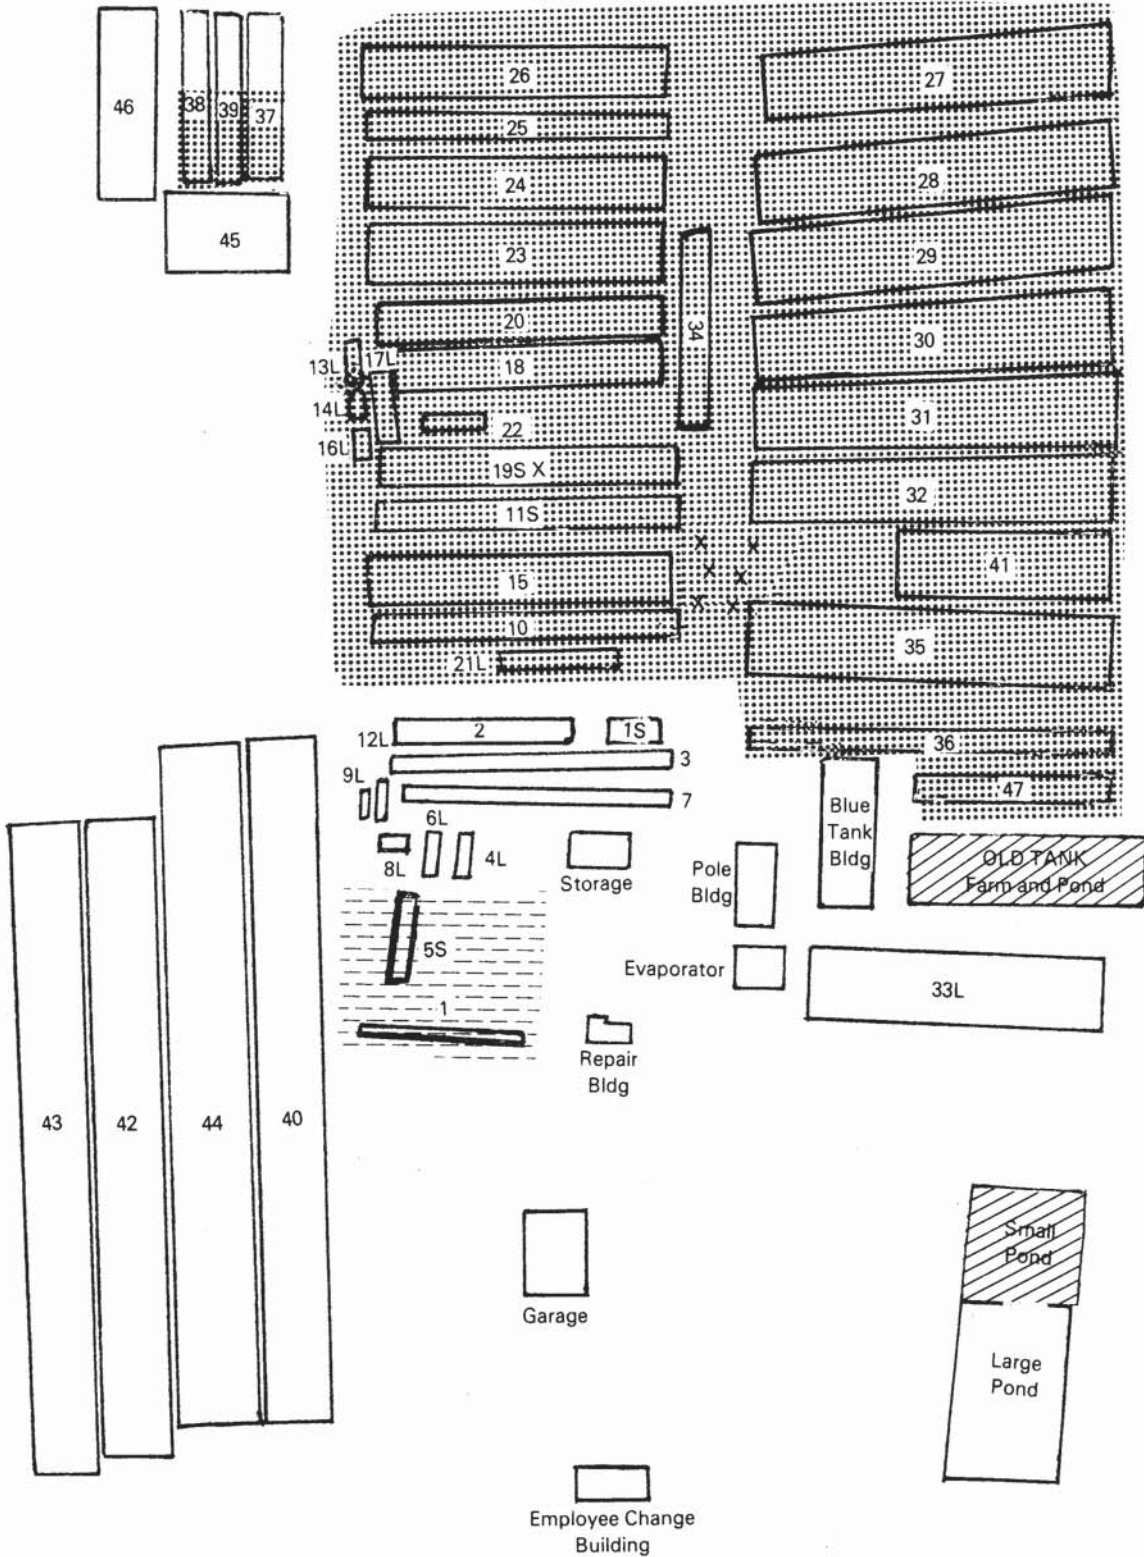 46
38
39
37
45
26
25
24
23
20
18
13L
17L
14L
16L
22
19S X
11S
15
10
21L
34
27
28
29
30
31
32
41
35
36
47
X
X
X
X
X
X
2
1S
12L
3
9L
7
6L
8L
4L
Storage
Pole
Bldg
Blue
Tank
Bldg
OLD TANK
Farm and Pond
5S
1
Evaporator
33L
Repair
Bldg
43
42
44
40
Garage
Small
Pond
Large
Pond
Employee Change
Building